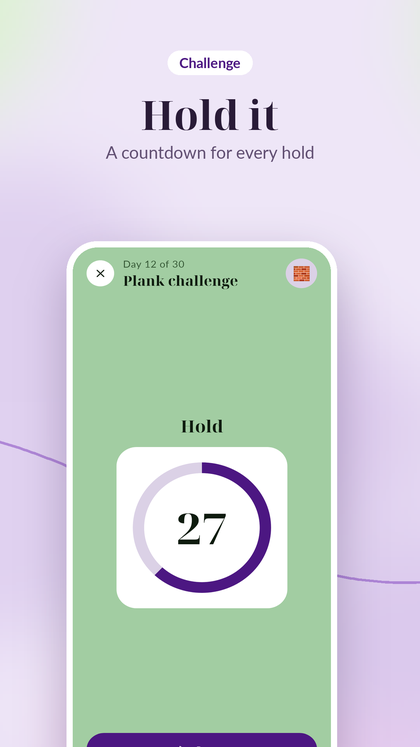 Challenge
Hold it
A countdown for every hold
Day 12 of 30
Plank challenge
Hold
27